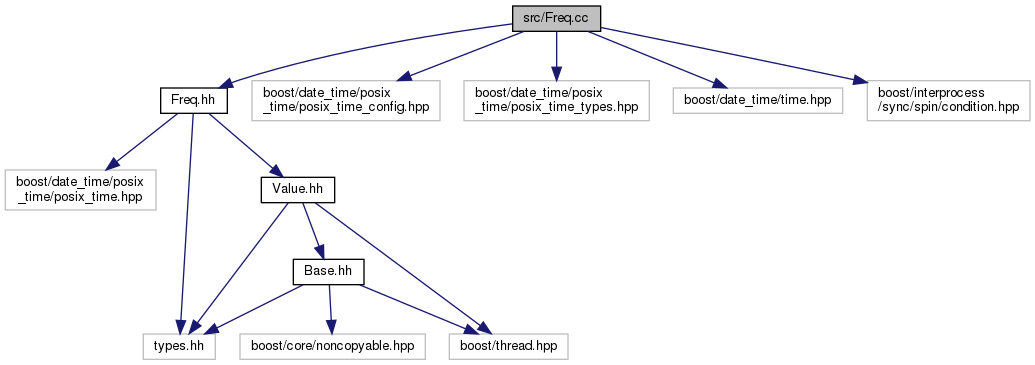 src/Freq.cc
Freq.hh
boost/date_time/posix
_time/posix_time_config.hpp
boost/date_time/posix
_time/posix_time_types.hpp
boost/date_time/time.hpp
boost/interprocess
/sync/spin/condition.hpp
boost/date_time/posix
_time/posix_time.hpp
Value.hh
Base.hh
types.hh
boost/core/noncopyable.hpp
boost/thread.hpp